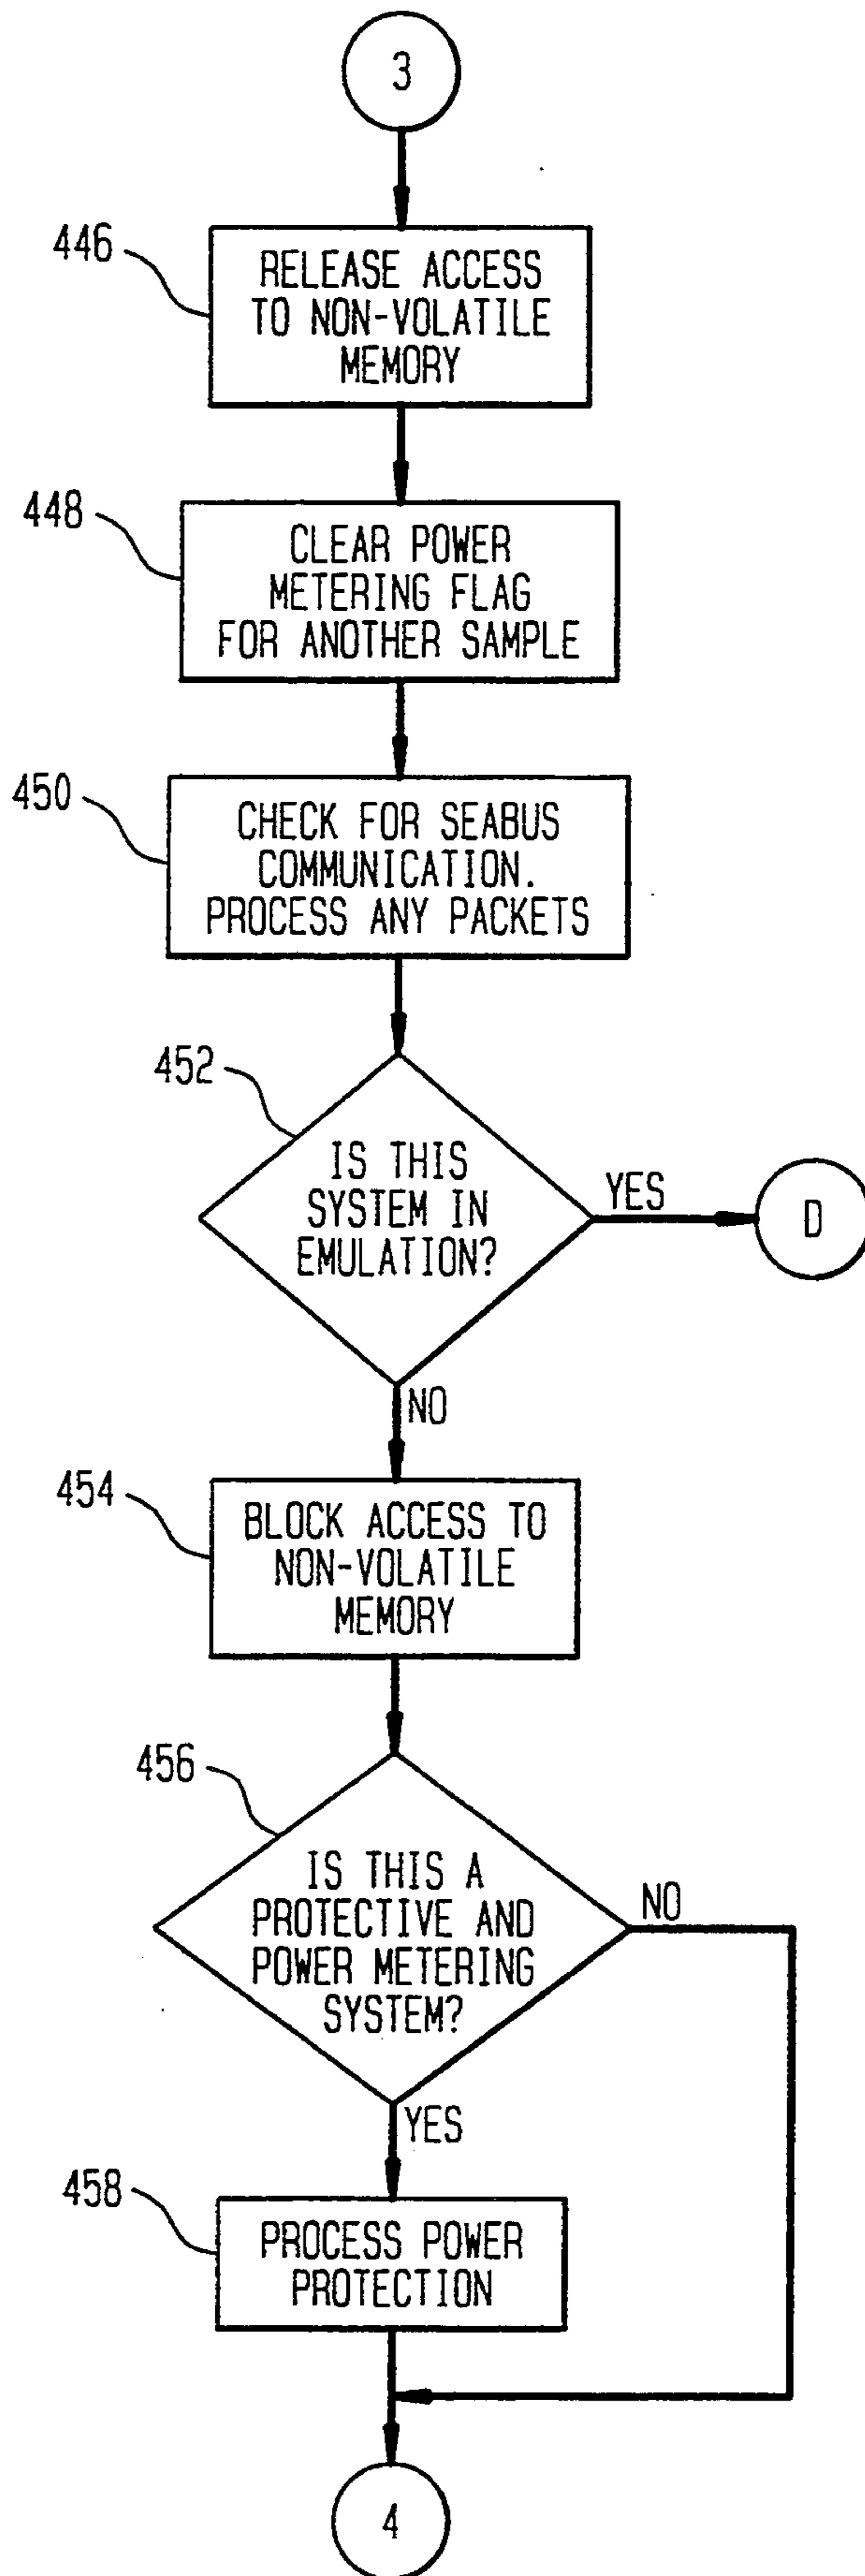 3
446
RELEASE ACCESS
TO NON-VOLATILE
MEMORY
448
CLEAR POWER
METERING FLAG
FOR ANOTHER SAMPLE
450
CHECK FOR SEABUS
COMMUNICATION.
PROCESS ANY PACKETS
452
IS THIS
SYSTEM IN
EMULATION?
YES
D
NO
454
BLOCK ACCESS TO
NON-VOLATILE
MEMORY
456
IS THIS A
PROTECTIVE AND
POWER METERING
SYSTEM?
NO
YES
458
PROCESS POWER
PROTECTION
4